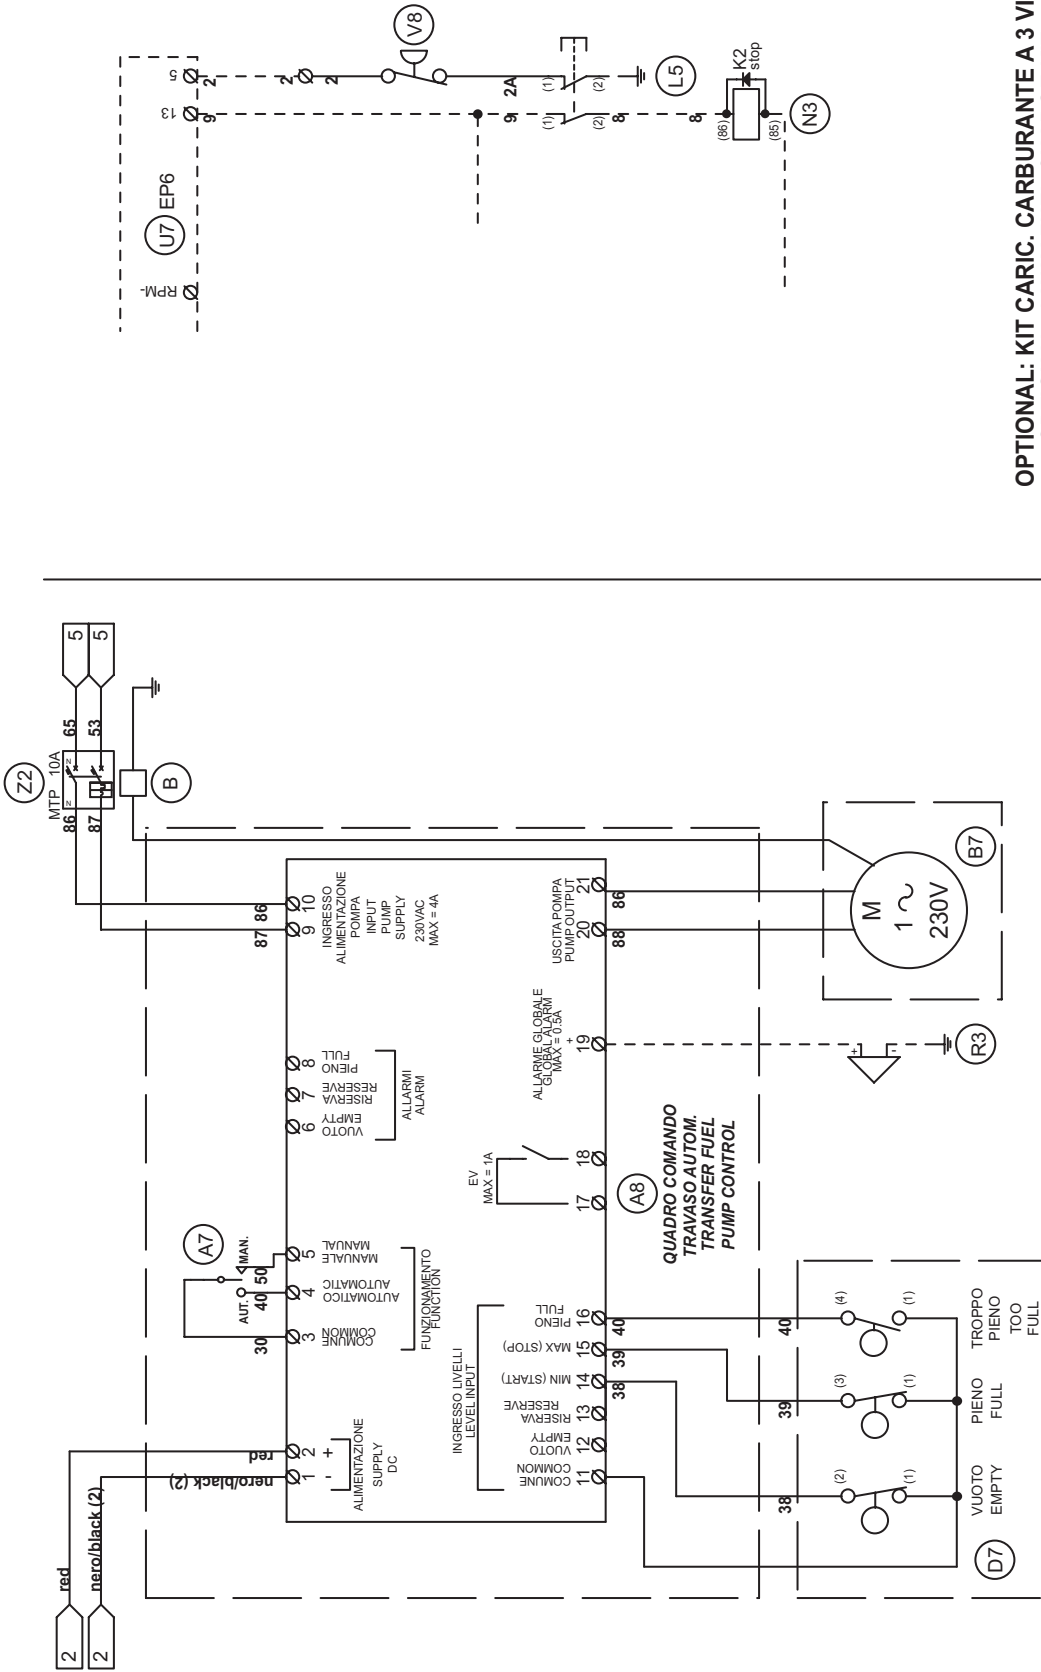 2
red
2
nero/black (2)
nero/black (2)
red
1
2
-
+
ALIMENTAZIONE
SUPPLY
DC
A7
AUT.
MAN.
30
40
50
3
4
5
COMUNE
COMMON
AUTOMATICO
AUTOMATIC
MANUALE
MANUAL
FUNZIONAMENTO
FUNCTION
6
7
8
VUOTO
EMPTY
RISERVA
RESERVE
PIENO
FULL
ALLARMI
ALARM
87
86
9
10
INGRESSO
ALIMENTAZIONE
POMPA
INPUT
PUMP
SUPPLY
230VAC
MAX = 4A
Z2
MTP 10A
N
N
86
87
65
53
5
5
B
INGRESSO LIVELLI
LEVEL INPUT
COMUNE
COMMON
VUOTO
EMPTY
RISERVA
RESERVE
MIN (START)
MAX (STOP)
PIENO
FULL
11
12
13
14
15
16
38
39
40
EV
MAX = 1A
17
18
ALLARME GLOBALE
GLOBAL ALARM
MAX = 0.5A
+
19
USCITA POMPA
PUMP OUTPUT
20
21
88
86
A8
QUADRO COMANDO
TRAVASO AUTOM.
TRANSFER FUEL
PUMP CONTROL
38
39
40
(2)
(3)
(4)
(1)
(1)
(1)
D7
VUOTO
EMPTY
PIENO
FULL
TROPPO
PIENO
TOO
FULL
+
-
R3
M
1
230V
B7
RPM-
U7
EP6
13
5
9
2
2
2
V8
9
2A
(1)
(1)
(2)
(2)
8
L5
8
(86)
(85)
K2
stop
N3
OPTIONAL: KIT CARIC. CARBURANTE A 3 VI